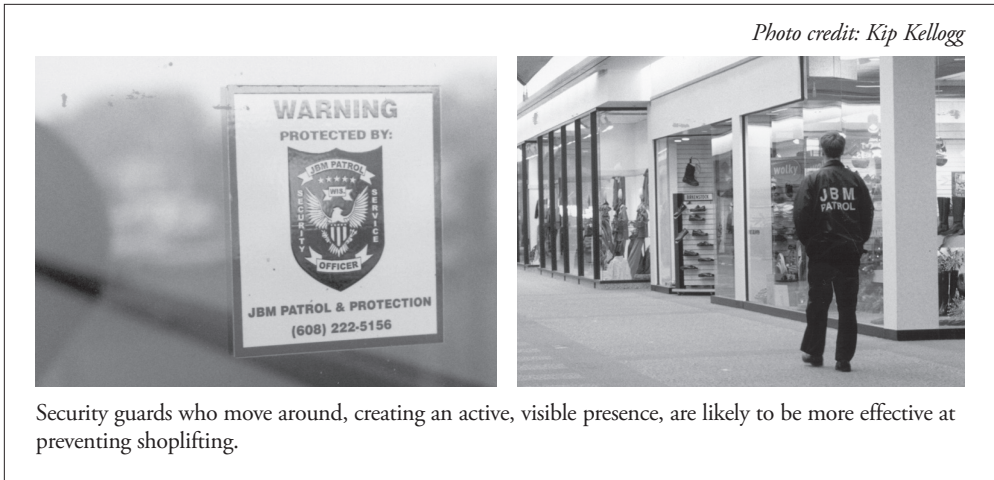 Photo credit: Kip Kellogg
WARNING
PROTECTED BY:
JBM PATROL
WIS.
SECURITY
SERVICE
OFFICER
JBM PATROL & PROTECTION
(608) 222-5156
wolky
JBM
PATROL
Security guards who move around, creating an active, visible presence, are likely to be more effective at
preventing shoplifting.